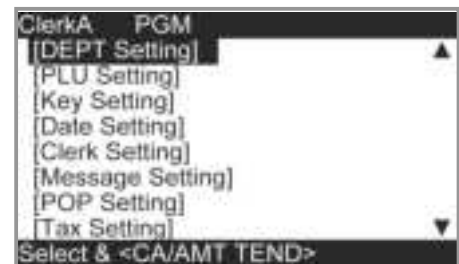 ClerkA PGM
[DEPT Setting]
[PLU Setting]
[Key Setting]
[Date Setting]
[Clerk Setting]
[Message Setting]
[POP Setting]
[Tax Setting]
Select & <CA/AMT TEND>